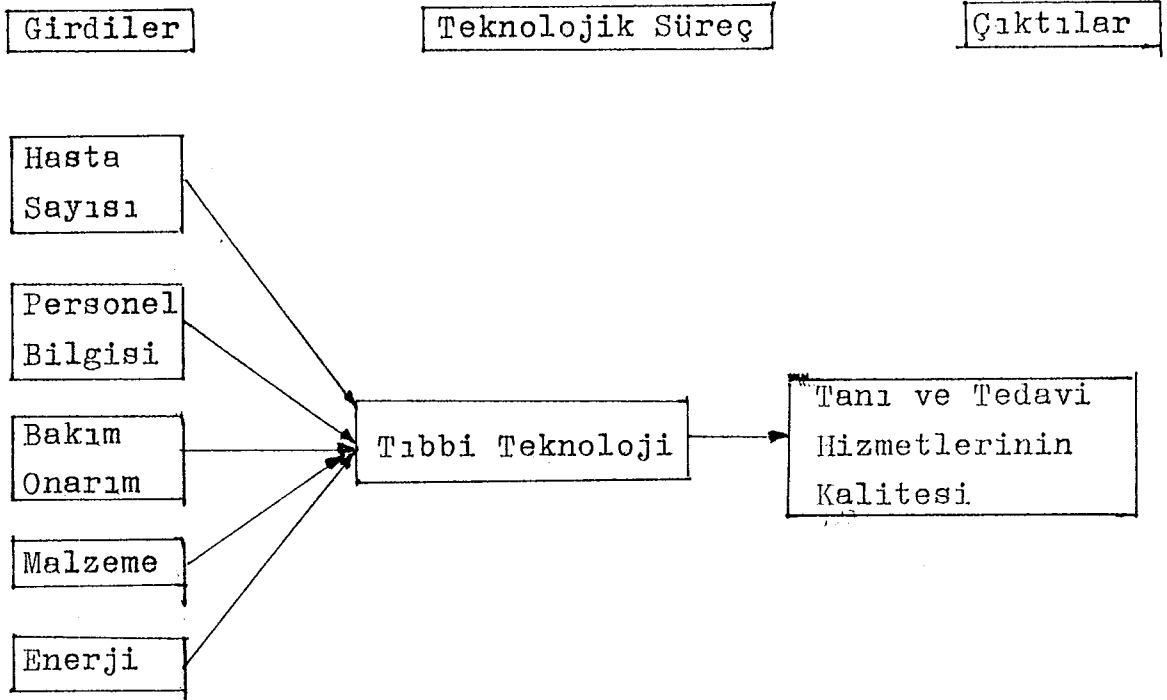 Girdiler
Teknolojik Süreç
Çıktılar
Hasta
Sayısı
Personel
Bilgisi
Bakım
Onarım
Malzeme
Enerji
Tıbbi Teknoloji
Tanı ve Tedavi
Hizmetlerinin
Kalitesi